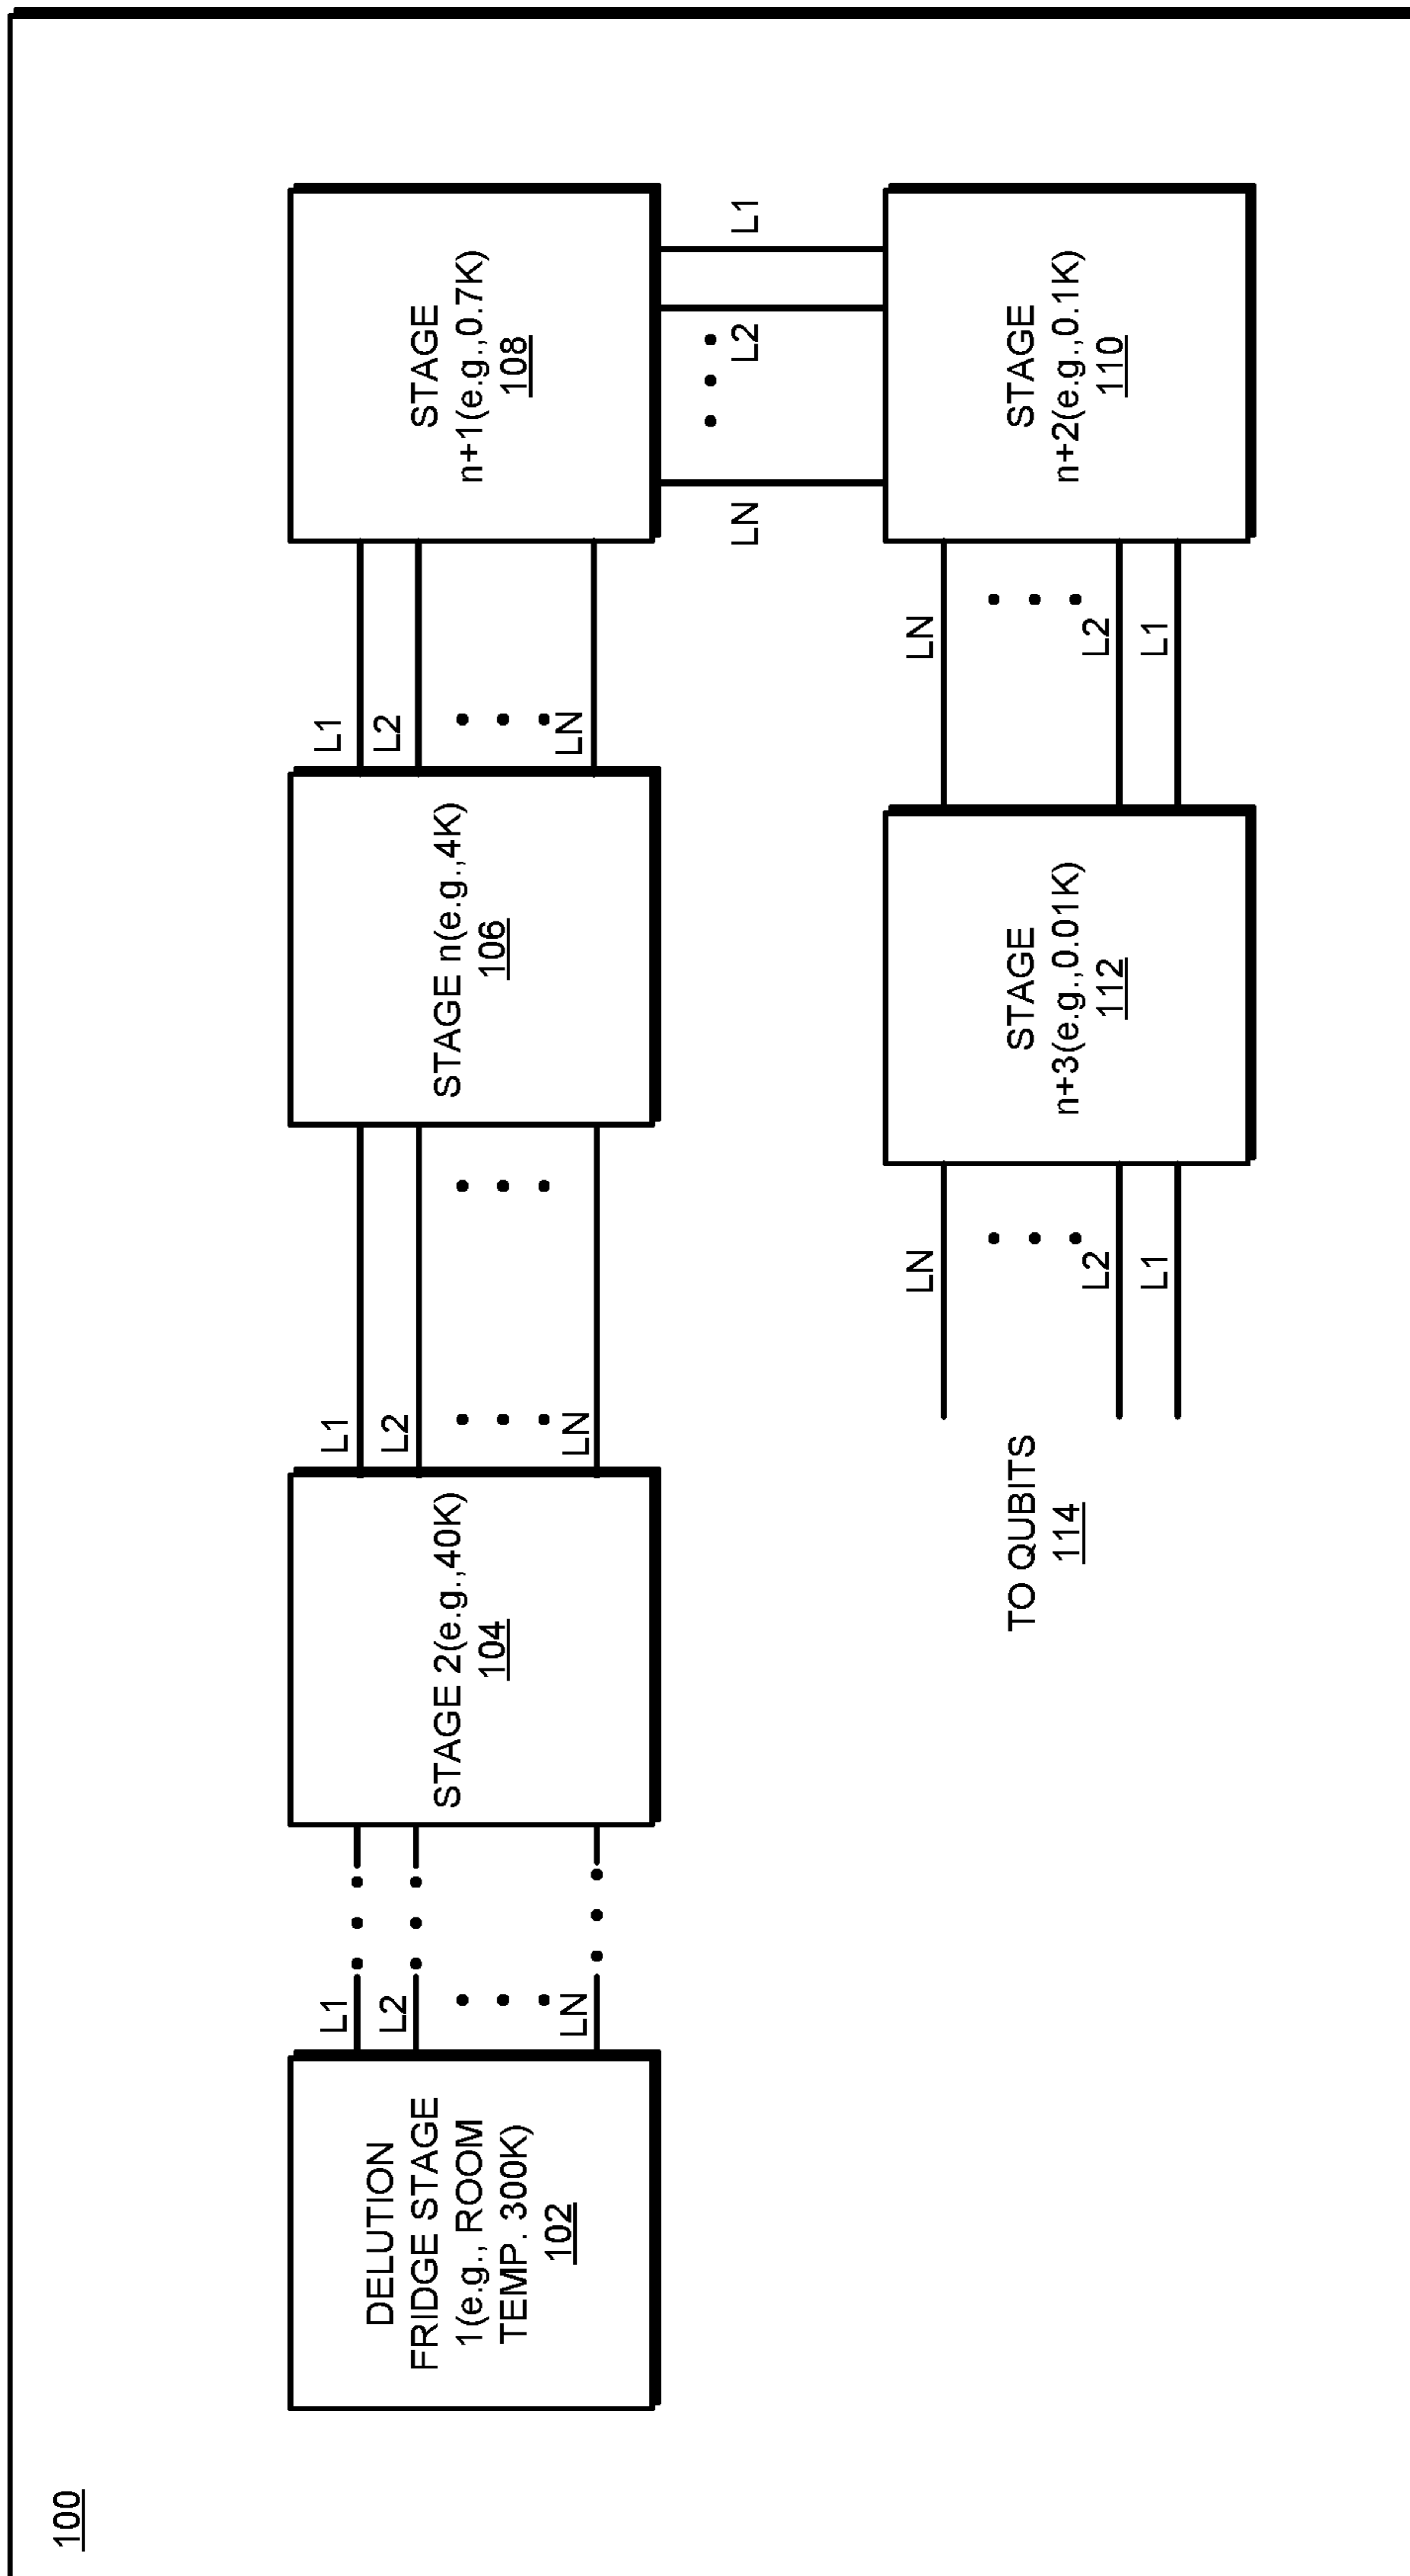 100
DELUTION
FRIDGE STAGE
1(e.g., ROOM
TEMP. 300K)
102
L1
L2
LN
STAGE 2(e.g.,40K)
104
L1
L2
LN
STAGE n(e.g.,4K)
106
L1
L2
LN
STAGE
n+1(e.g.,0.7K)
108
L1
L2
LN
STAGE
n+2(e.g.,0.1K)
110
LN
L2
L1
STAGE
n+3(e.g.,0.01K)
112
LN
L2
L1
TO QUBITS
114